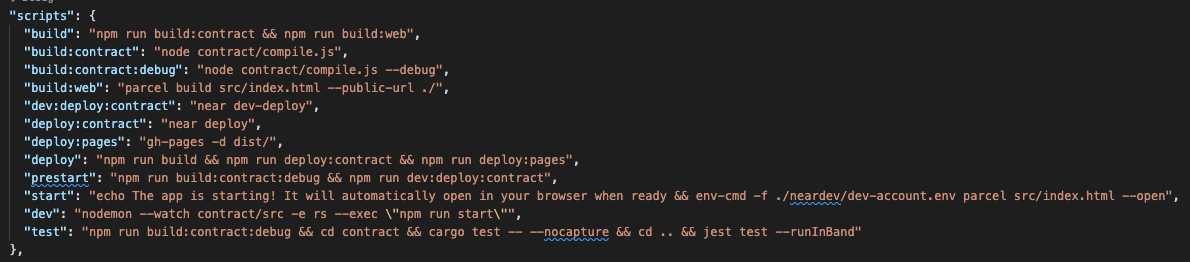 "scripts": {
"build": "npm run build:contract && npm run build:web",
"build:contract": "node contract/compile.js",
"build:contract:debug": "node contract/compile.js --debug",
"build:web": "parcel build src/index.html --public-url ./",
"dev:deploy:contract": "near dev-deploy",
"deploy:contract": "near deploy",
"deploy:pages": "gh-pages -d dist/",
"deploy": "npm run build && npm run deploy:contract && npm run deploy:pages",
"prestart": "npm run build:contract:debug && npm run dev:deploy:contract",
"start": "echo The app is starting! It will automatically open in your browser when ready && env-cmd -f ./neardev/dev-account.env parcel src/index.html --open",
"dev": "nodemon --watch contract/src -e rs --exec \"npm run start\"",
"test": "npm run build:contract:debug && cd contract && cargo test -- --nocapture && cd .. && jest test --runInBand"
},